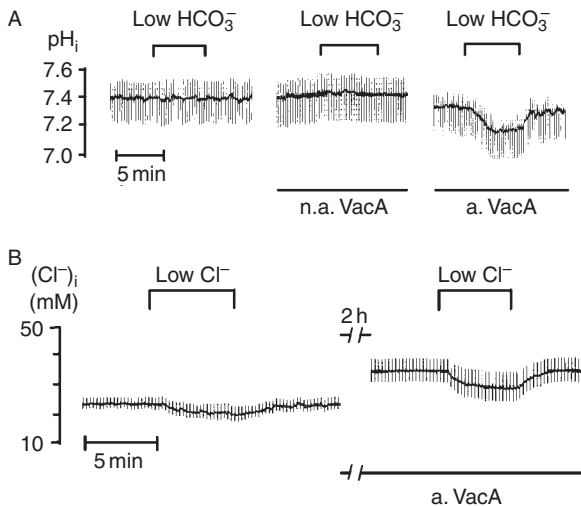 A
Low HCO₃⁻ Low HCO₃⁻ Low HCO₃⁻
pHᵢ
7.6
7.4
7.2
7.0
5 min
n.a. VacA a. VacA
B
(Cl⁻)ᵢ
(mM)
Low Cl⁻ Low Cl⁻
50
2 h
10
5 min
a. VacA